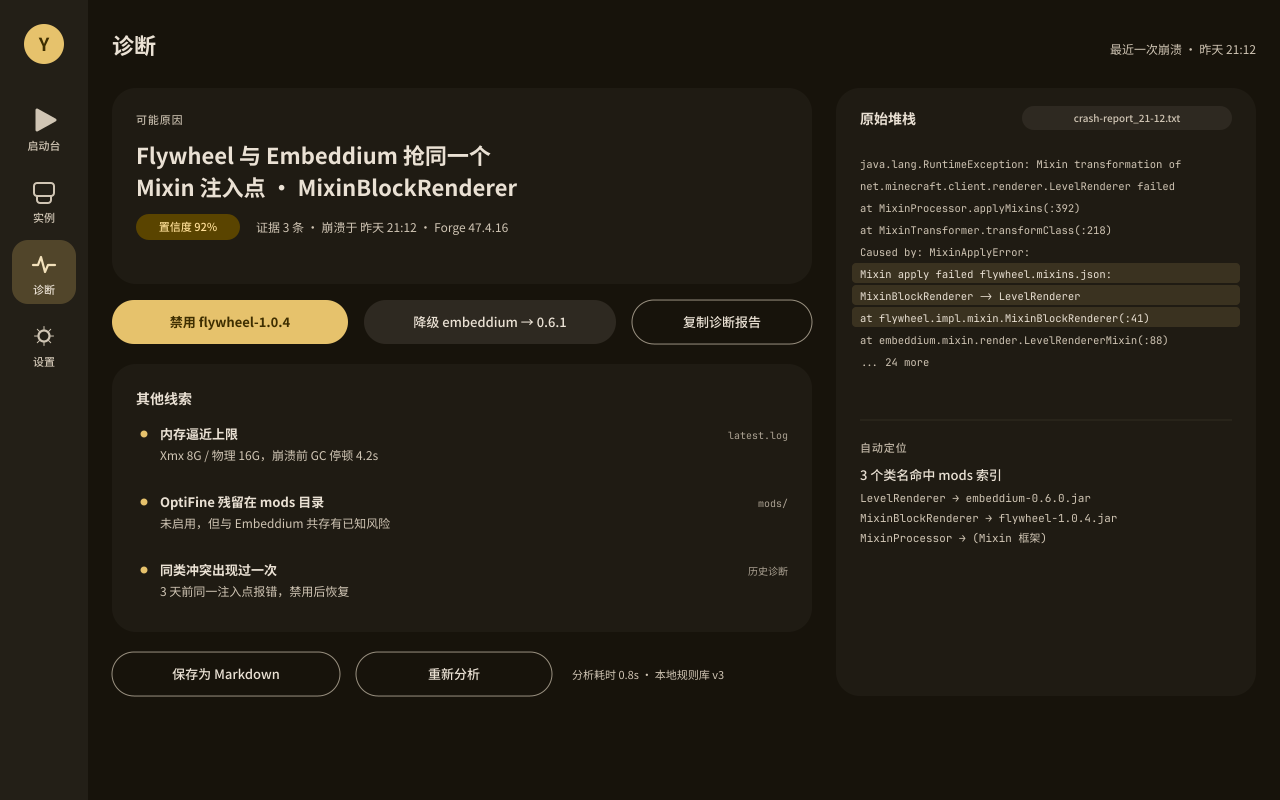 Y
启动台
实例
诊断
设置
诊断
最近一次崩溃 · 昨天 21:12
可能原因
Flywheel 与 Embeddium 抢同一个
Mixin 注入点 · MixinBlockRenderer
置信度 92%
证据 3 条 · 崩溃于 昨天 21:12 · Forge 47.4.16
禁用 flywheel-1.0.4
降级 embeddium → 0.6.1
复制诊断报告
其他线索
内存逼近上限
latest.log
Xmx 8G / 物理 16G，崩溃前 GC 停顿 4.2s
OptiFine 残留在 mods 目录
mods/
未启用，但与 Embeddium 共存有已知风险
同类冲突出现过一次
历史诊断
3 天前同一注入点报错，禁用后恢复
保存为 Markdown
重新分析
分析耗时 0.8s · 本地规则库 v3
原始堆栈
crash-report_21-12.txt
java.lang.RuntimeException: Mixin transformation of
net.minecraft.client.renderer.LevelRenderer failed
at MixinProcessor.applyMixins(:392)
at MixinTransformer.transformClass(:218)
Caused by: MixinApplyError:
Mixin apply failed flywheel.mixins.json:
MixinBlockRenderer → LevelRenderer
at flywheel.impl.mixin.MixinBlockRenderer(:41)
at embeddium.mixin.render.LevelRendererMixin(:88)
... 24 more
自动定位
3 个类名命中 mods 索引
LevelRenderer → embeddium-0.6.0.jar
MixinBlockRenderer → flywheel-1.0.4.jar
MixinProcessor → (Mixin 框架)